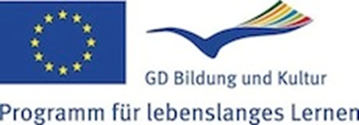 GD Bildung und Kultur
Programm für lebenslanges Lernen